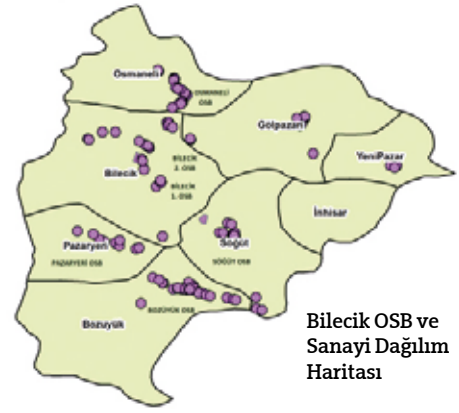 Osmaneli
OSMANELİ
OSB
Gölpazarı
YeniPazar
BİLECİK
2. OSB
Bilecik
BİLECİK
1. OSB
İnhisar
Pazaryeri
Söğüt
PAZARYERİ OSB
SÖĞÜT OSB
BOZÜYÜK OSB
Bozüyük
Bilecik OSB ve
Sanayi Dağılım
Haritası